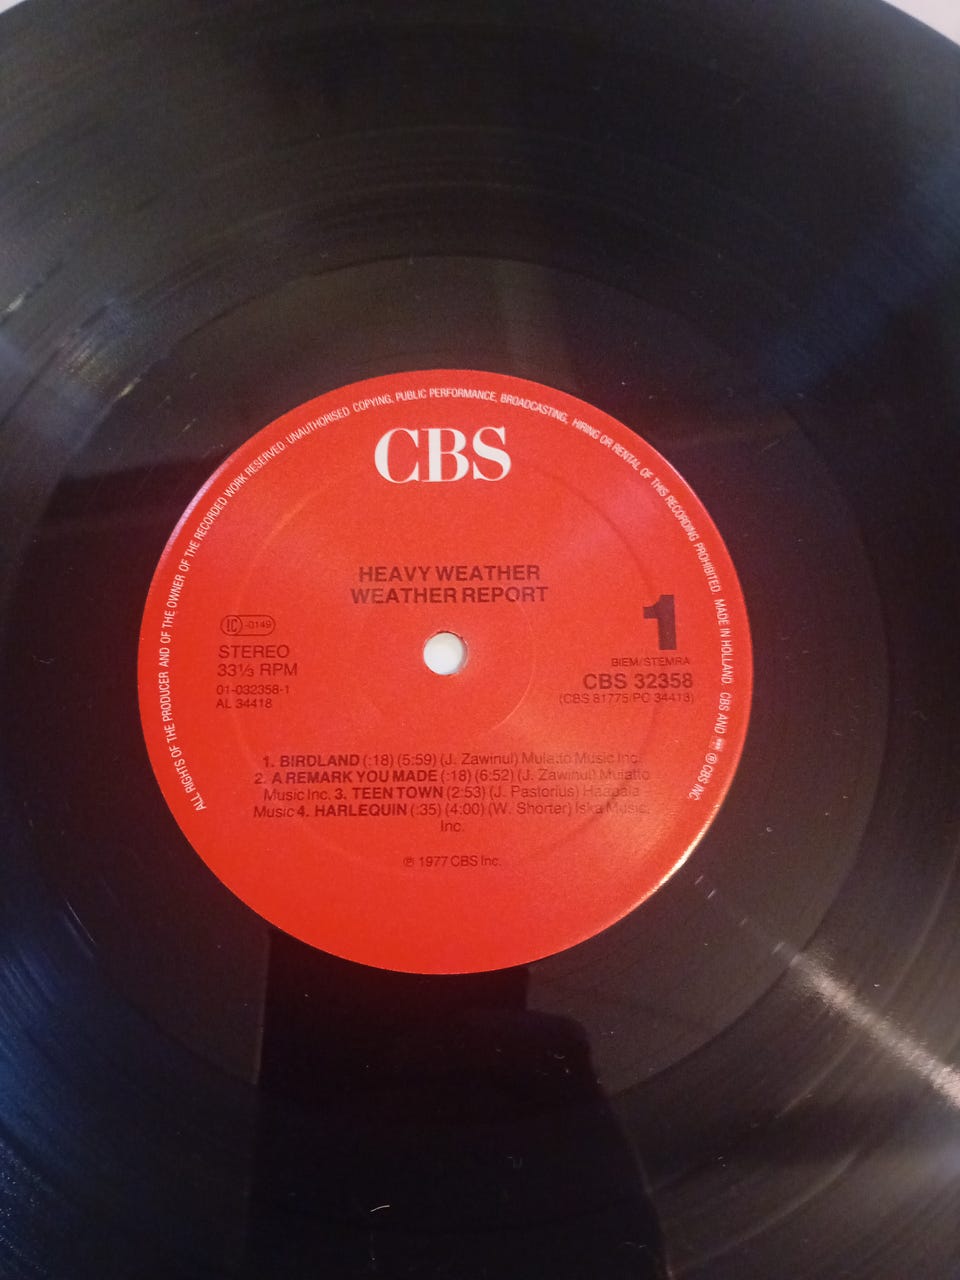 ALL RIGHTS OF THE PRODUCER AND OF THE OWNER OF THE RECORDED WORK RESERVED. UNAUTHORISED COPYING, PUBLIC PERFORMANCE, BROADCASTING, HIRING OR RENTAL OF THIS RECORDING PROHIBITED. MADE IN HOLLAND. CBS AND ℗ CBS INC.
CBS
HEAVY WEATHER
WEATHER REPORT
LC -0149
STEREO
33⅓ RPM
01-032358-1
AL 34418
1
BIEM/STEMRA
CBS 32358
(CBS 81775/PC 34418)
1. BIRDLAND (:18) (5:59) (J. Zawinul) Mulatto Music Inc.
2. A REMARK YOU MADE (:18) (6:52) (J. Zawinul) Mulatto
Music Inc. 3. TEEN TOWN (2:53) (J. Pastorius) Haapala
Music 4. HARLEQUIN (:35) (4:00) (W. Shorter) Iska Music,
Inc.
℗ 1977 CBS Inc.